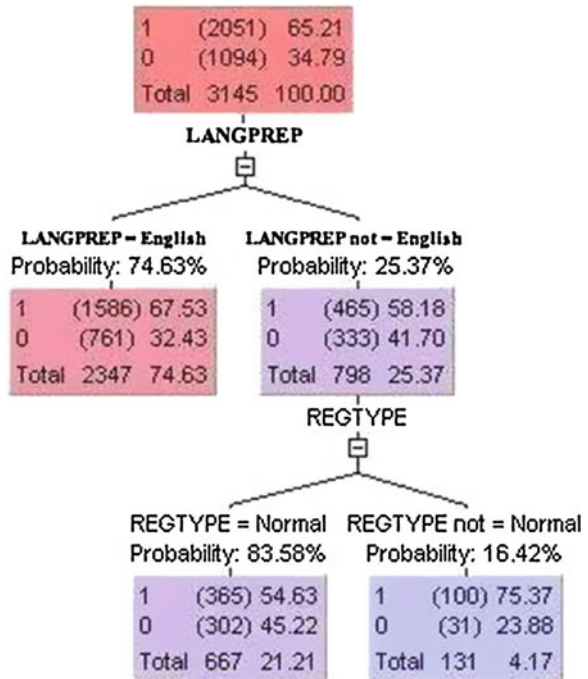 1 (2051) 65.21
0 (1094) 34.79
Total 3145 100.00
LANGPREP
LANGPREP = English
Probability: 74.63%
1 (1586) 67.53
0 (761) 32.43
Total 2347 74.63
LANGPREP not = English
Probability: 25.37%
1 (465) 58.18
0 (333) 41.70
Total 798 25.37
REGTYPE
REGTYPE = Normal
Probability: 83.58%
1 (365) 54.63
0 (302) 45.22
Total 667 21.21
REGTYPE not = Normal
Probability: 16.42%
1 (100) 75.37
0 (31) 23.88
Total 131 4.17